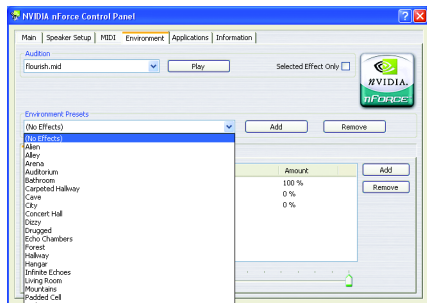 NVIDIA nForce Control Panel
Main Speaker Setup MIDI Environment Applications Information
Audition
flourish.mid Play Selected Effect Only
NVIDIA.
nFORCE
Environment Presets
(No Effects) Add Remove
(No Effects)
Alien
Alley
Arena
Auditorium
Bathroom
Carpeted Hallway
Cave
City
Concert Hall
Dizzy
Drugged
Echo Chambers
Forest
Hallway
Hangar
Infinite Echoes
Living Room
Mountains
Padded Cell
Amount Add
100 % Remove
0 %
0 %